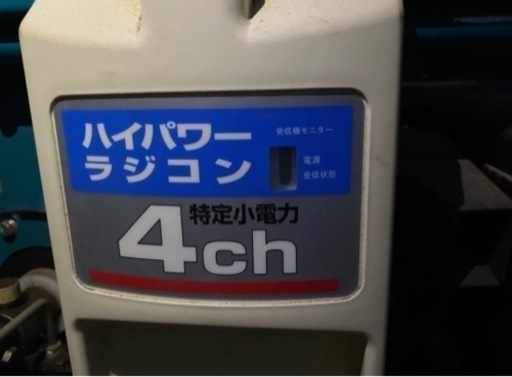 ハイパワー
ラジコン
受信機モニター
電源
受信状態
特定小電力
4ch